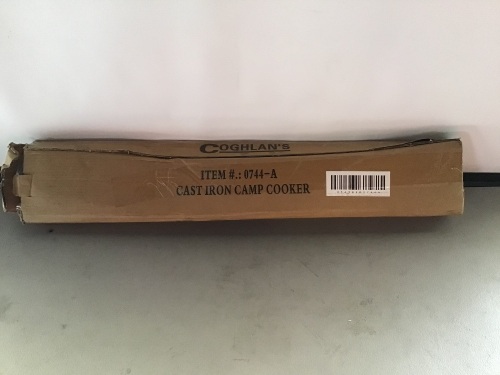 COGHLAN'S
ITEM #.: 0744-A
CAST IRON CAMP COOKER